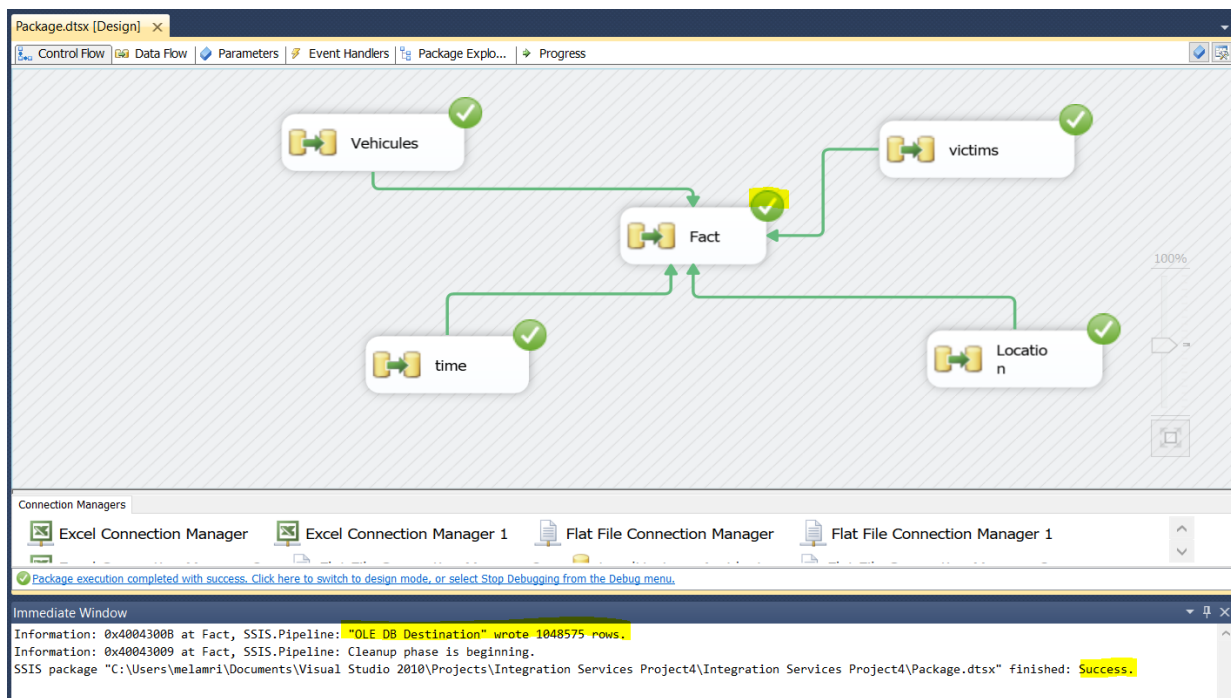 Package.dtsx [Design]
Control Flow Data Flow Parameters Event Handlers Package Explo... Progress
Vehicules
victims
Fact
100%
time
Locatio
n
Connection Managers
Excel Connection Manager Excel Connection Manager 1 Flat File Connection Manager Flat File Connection Manager 1
Package execution completed with success. Click here to switch to design mode, or select Stop Debugging from the Debug menu.
Immediate Window
Information: 0x4004300B at Fact, SSIS.Pipeline: "OLE DB Destination" wrote 1048575 rows.
Information: 0x40043009 at Fact, SSIS.Pipeline: Cleanup phase is beginning.
SSIS package "C:\Users\melamri\Documents\Visual Studio 2010\Projects\Integration Services Project4\Integration Services Project4\Package.dtsx" finished: Success.